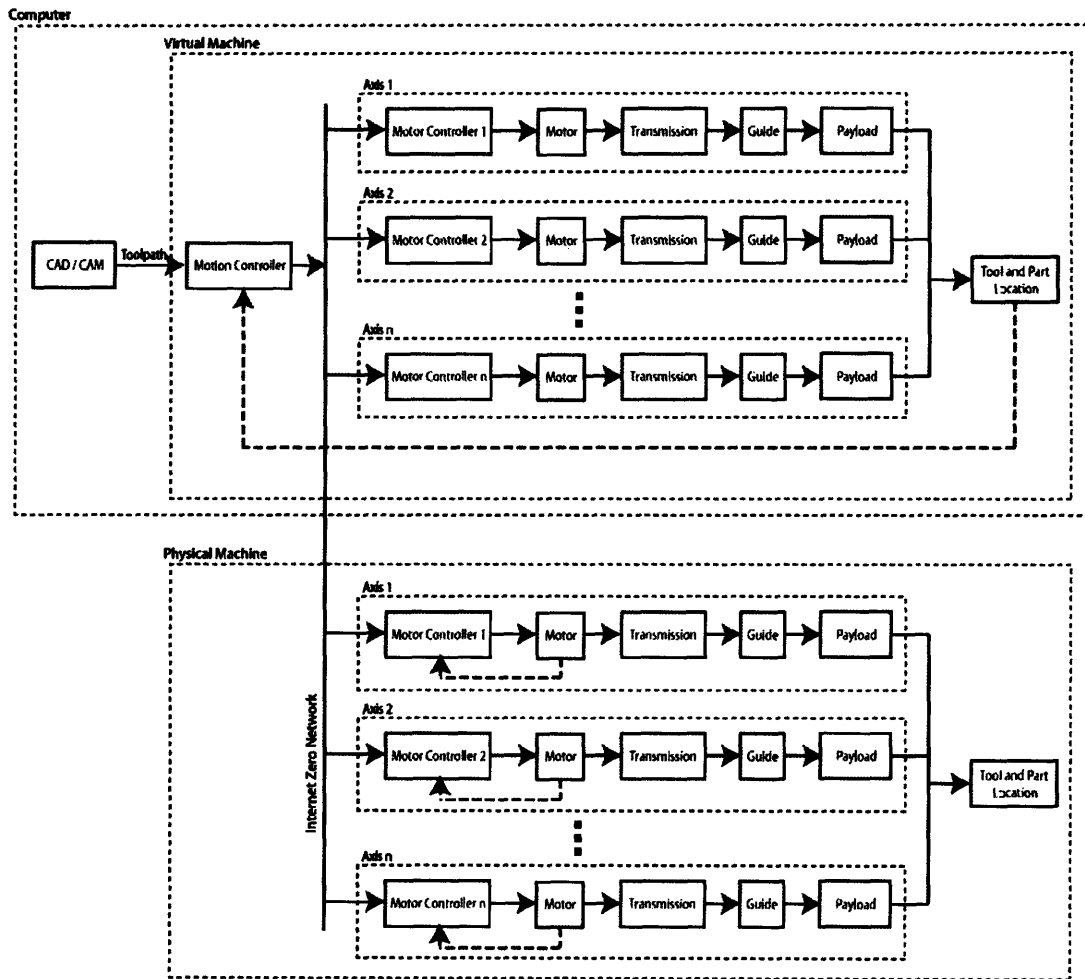 Computer
Virtual Machine
Axis 1
Motor Controller 1
Motor
Transmission
Guide
Payload
Axis 2
Motor Controller 2
Motor
Transmission
Guide
Payload
CAD / CAM
Toolpath
Motion Controller
Tool and Part
Location
Axis n
Motor Controller n
Motor
Transmission
Guide
Payload
Physical Machine
Axis 1
Motor Controller 1
Motor
Transmission
Guide
Payload
Internet Zero Network
Axis 2
Motor Controller 2
Motor
Transmission
Guide
Payload
Tool and Part
Location
Axis n
Motor Controller n
Motor
Transmission
Guide
Payload